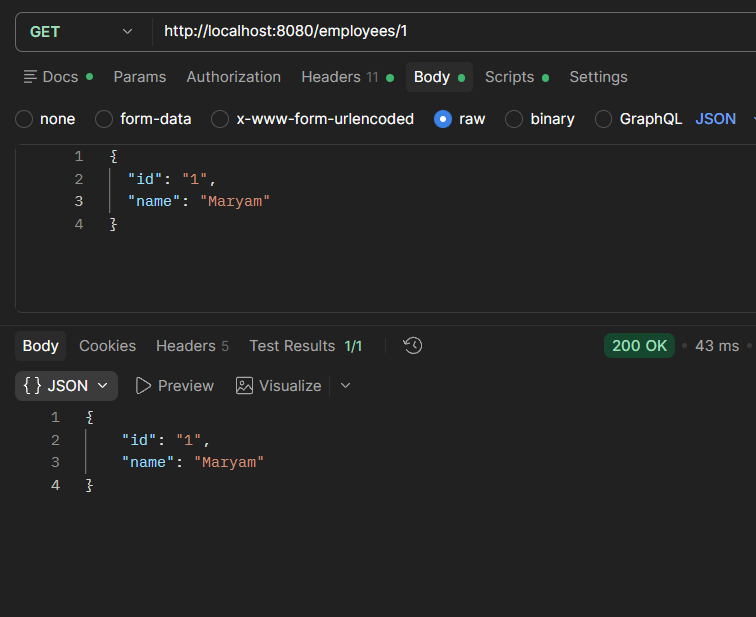 GET http://localhost:8080/employees/1
Docs Params Authorization Headers 11 Body Scripts Settings
none form-data x-www-form-urlencoded raw binary GraphQL JSON
1 {
2 "id": "1",
3 "name": "Maryam"
4 }
Body Cookies Headers 5 Test Results 1/1 200 OK • 43 ms •
{} JSON Preview Visualize
1 {
2 "id": "1",
3 "name": "Maryam"
4 }